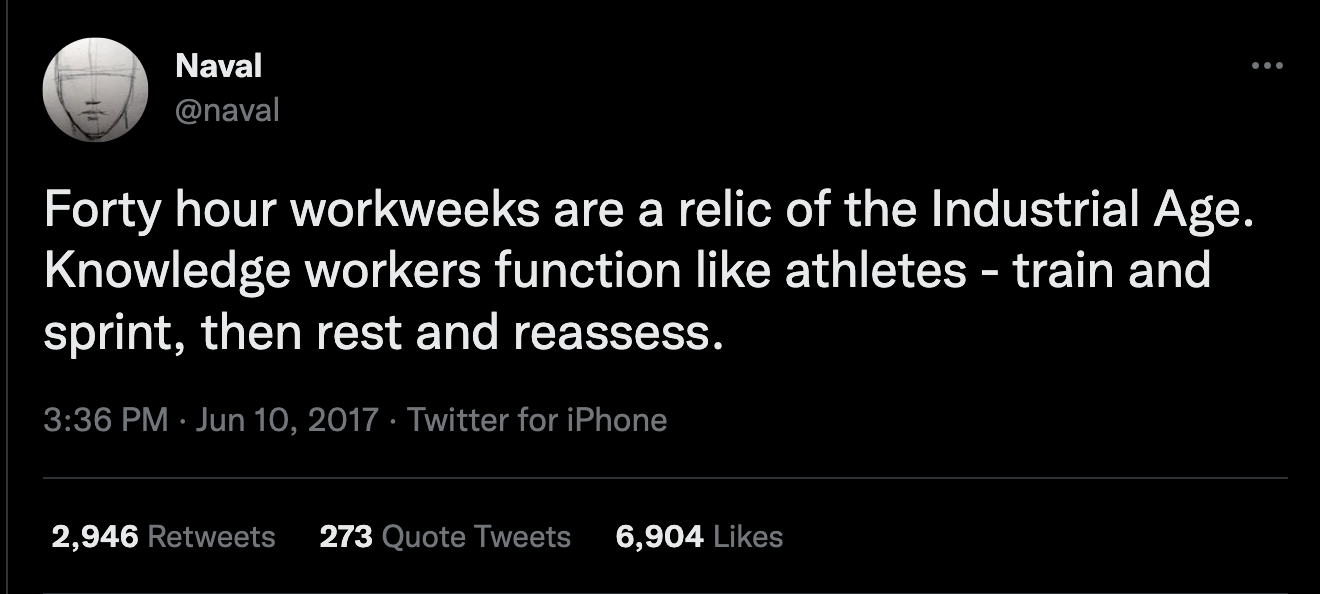 Naval
@naval
Forty hour workweeks are a relic of the Industrial Age.
Knowledge workers function like athletes - train and
sprint, then rest and reassess.
3:36 PM · Jun 10, 2017 · Twitter for iPhone
2,946 Retweets 273 Quote Tweets 6,904 Likes